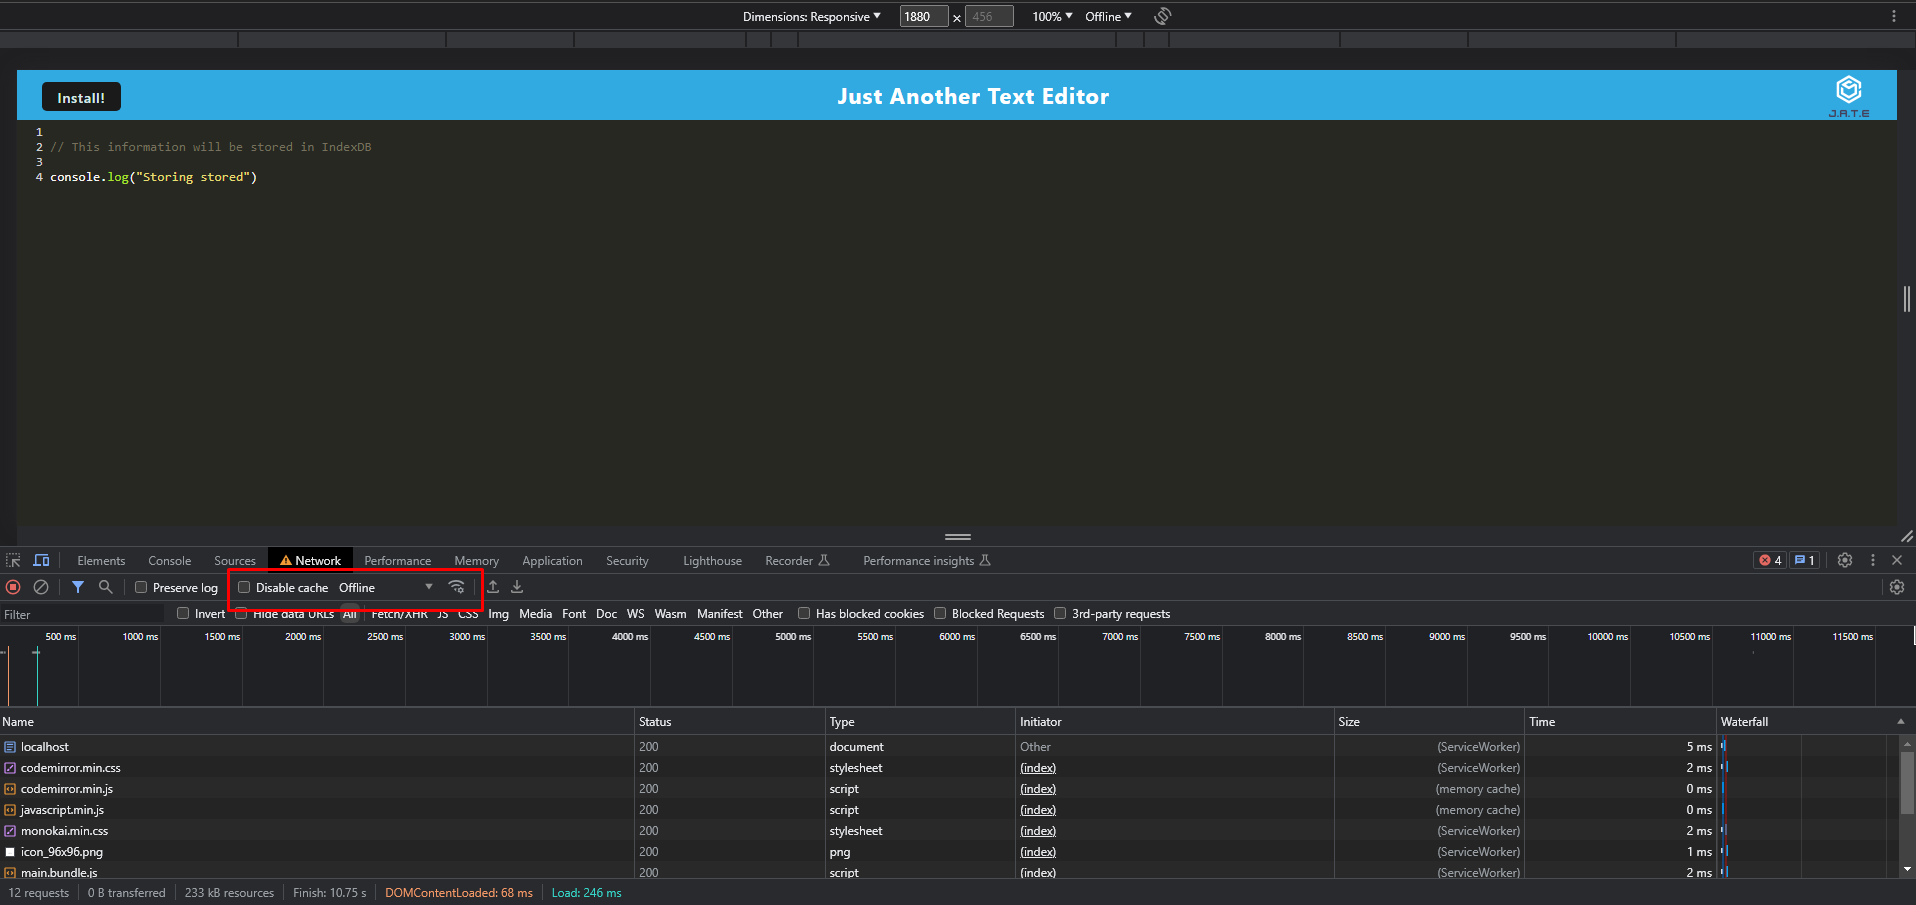 Dimensions: Responsive 1880 × 456 100% Offline
Install! Just Another Text Editor
J.A.T.E
1
2 // This information will be stored in IndexDB
3
4 console.log("Storing stored")
Elements Console Sources Network Performance Memory Application Security Lighthouse Recorder Performance insights 4 1
Preserve log Disable cache Offline
Filter Invert Hide data URLs All Fetch/XHR JS CSS Img Media Font Doc WS Wasm Manifest Other Has blocked cookies Blocked Requests 3rd-party requests
500 ms 1000 ms 1500 ms 2000 ms 2500 ms 3000 ms 3500 ms 4000 ms 4500 ms 5000 ms 5500 ms 6000 ms 6500 ms 7000 ms 7500 ms 8000 ms 8500 ms 9000 ms 9500 ms 10000 ms 10500 ms 11000 ms 11500 ms
Name Status Type Initiator Size Time Waterfall
localhost 200 document Other (ServiceWorker) 5 ms
codemirror.min.css 200 stylesheet (index) (ServiceWorker) 2 ms
codemirror.min.js 200 script (index) (memory cache) 0 ms
javascript.min.js 200 script (index) (memory cache) 0 ms
monokai.min.css 200 stylesheet (index) (ServiceWorker) 2 ms
icon_96x96.png 200 png (index) (ServiceWorker) 1 ms
main.bundle.js 200 script (index) (ServiceWorker) 2 ms
12 requests 0 B transferred 233 kB resources Finish: 10.75 s DOMContentLoaded: 68 ms Load: 246 ms